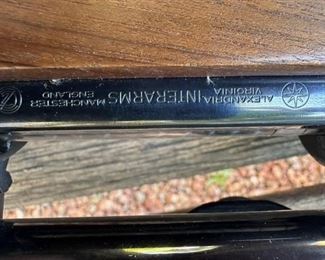 ALEXANDRIA
VIRGINIA
INTERARMS
MANCHESTER
ENGLAND